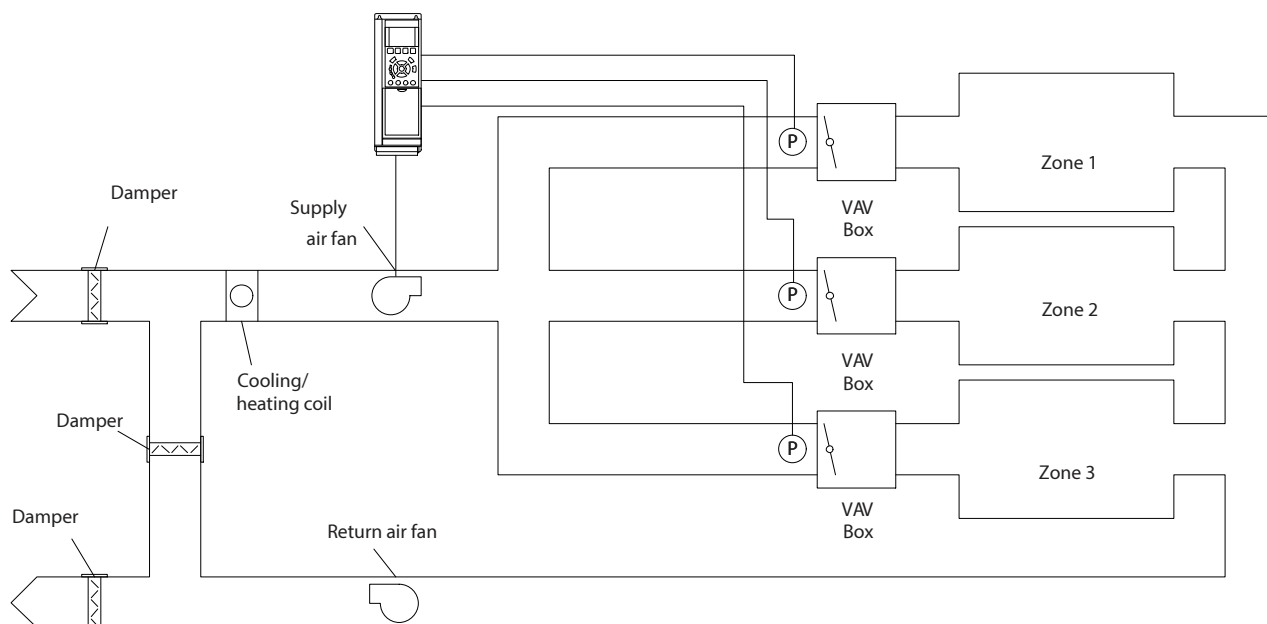 P
Zone 1
Damper
Supply
air fan
VAV
Box
P
Zone 2
Cooling/
heating coil
VAV
Box
Damper
P
Zone 3
Damper
Return air fan
VAV
Box